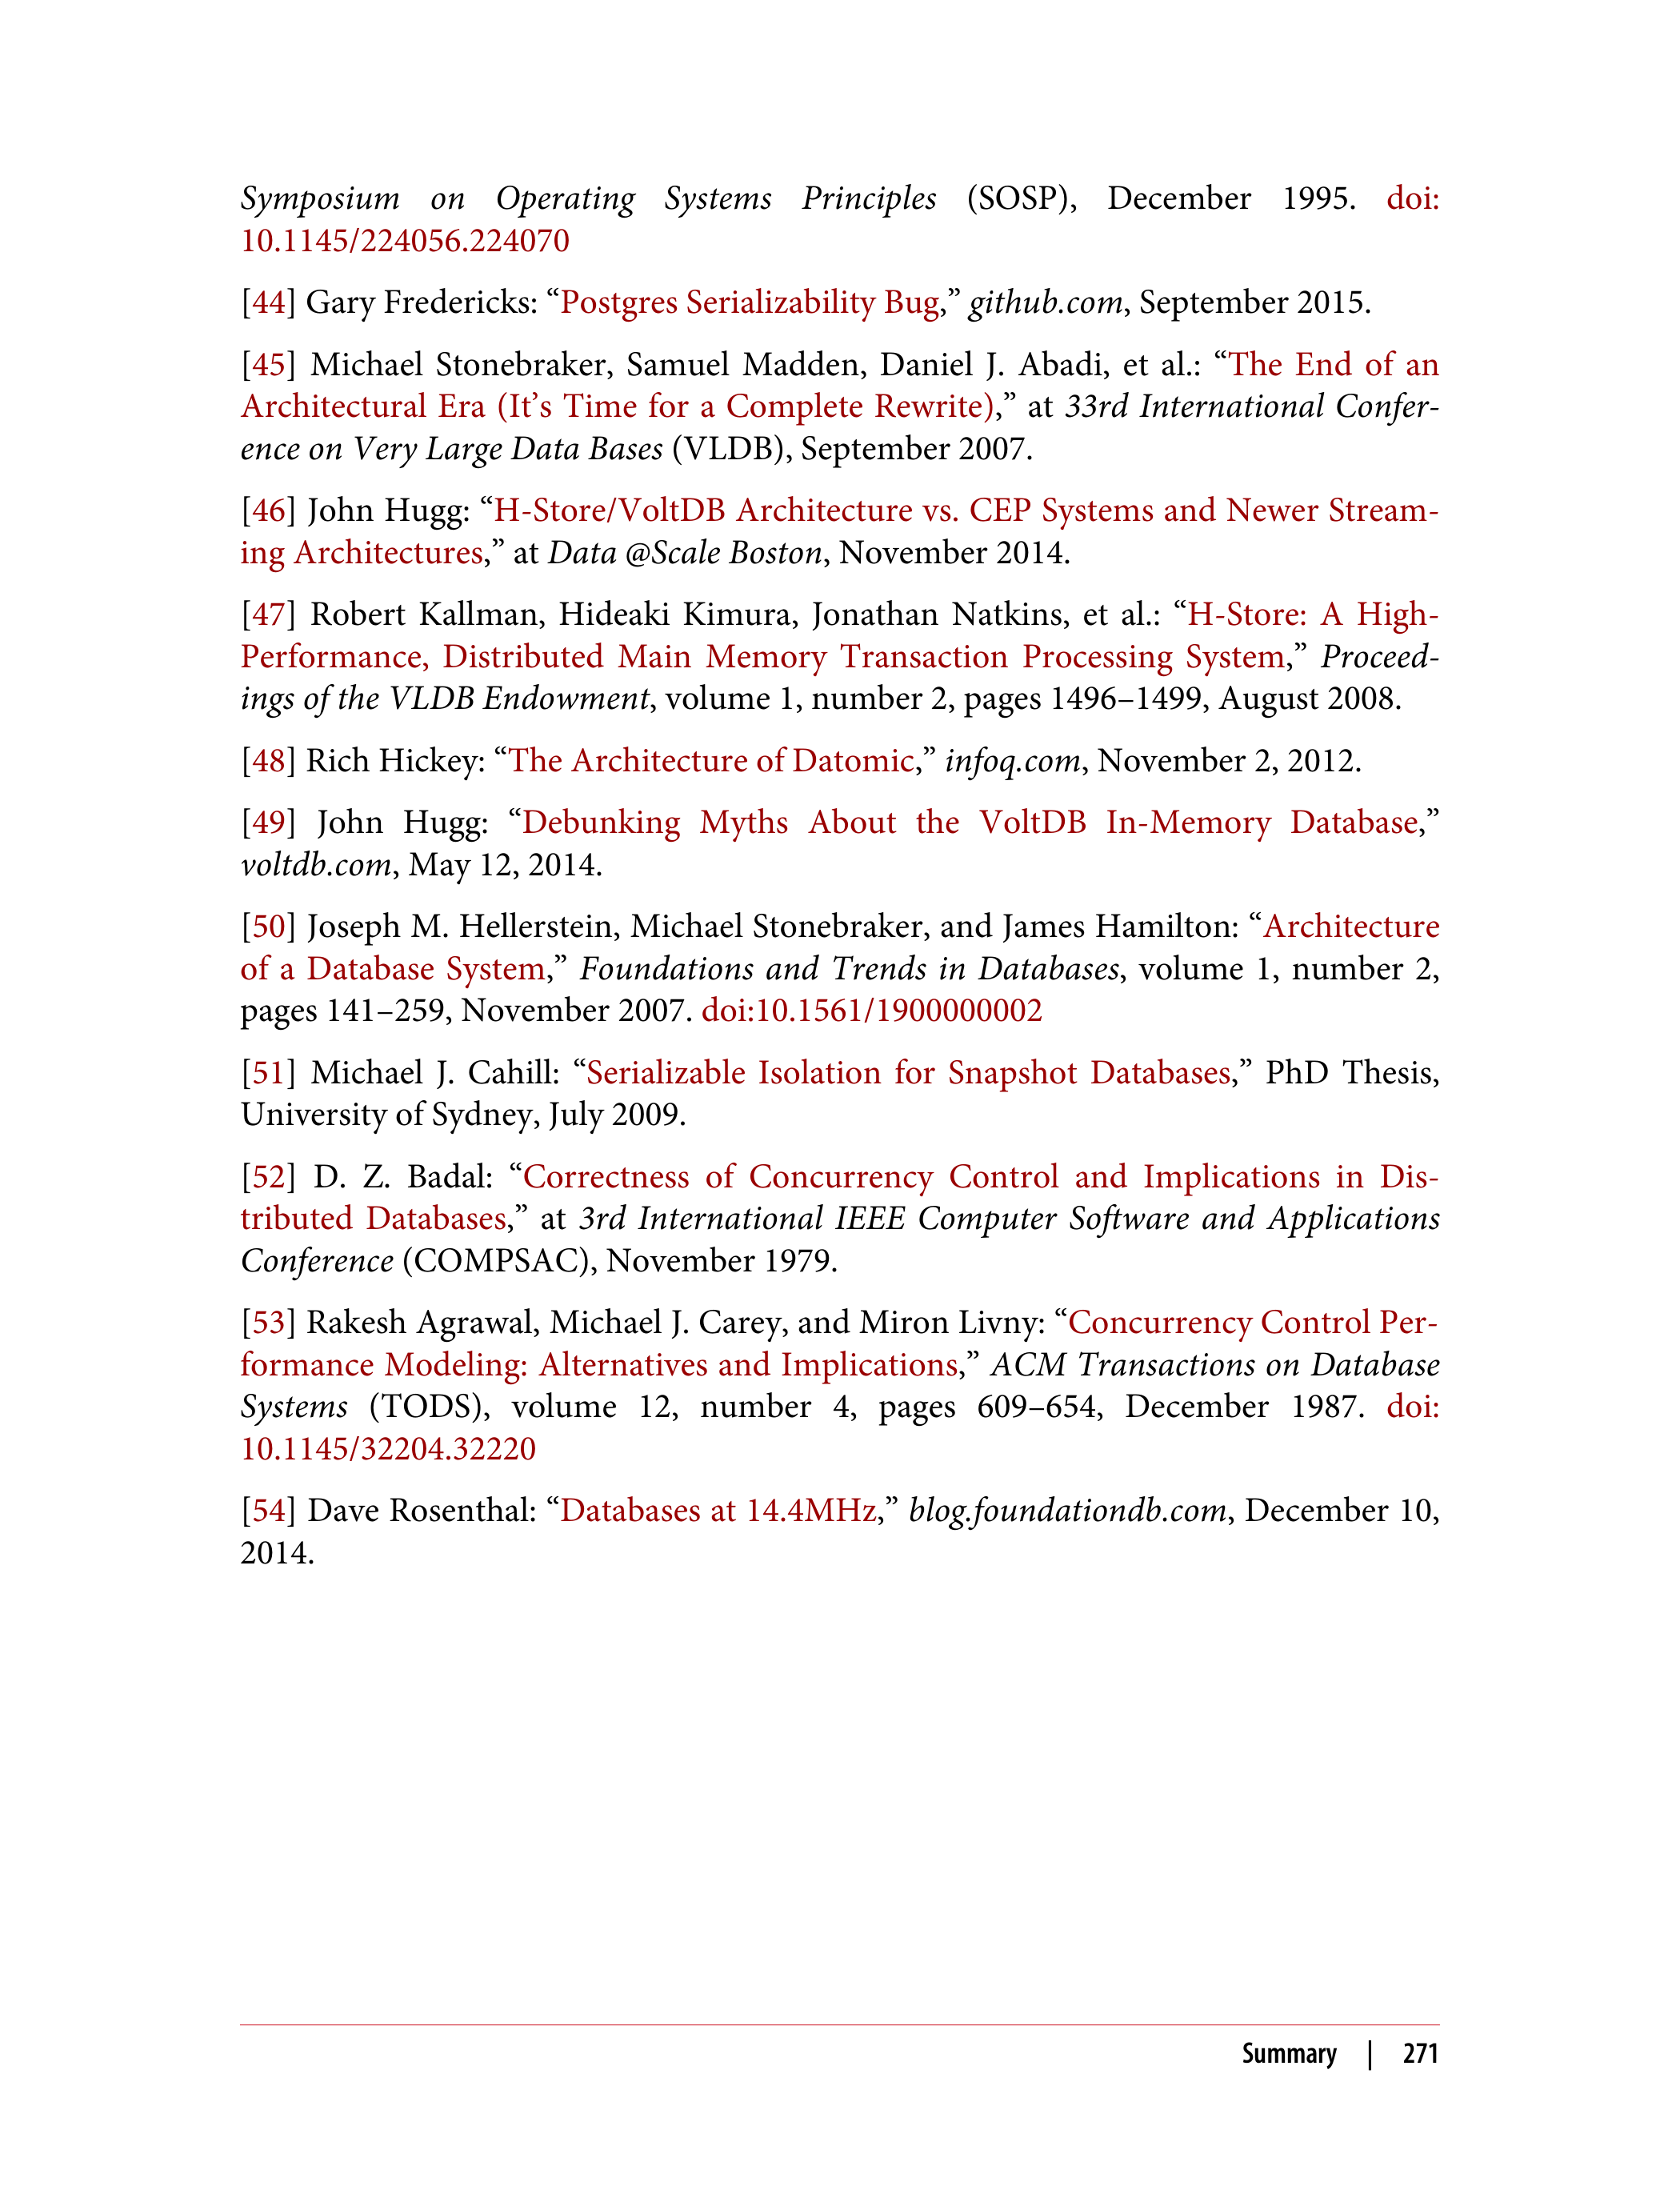 Symposium on Operating Systems Principles (SOSP), December 1995. doi:
10.1145/224056.224070
[44] Gary Fredericks: “Postgres Serializability Bug,” github.com, September 2015.
[45] Michael Stonebraker, Samuel Madden, Daniel J. Abadi, et al.: “The End of an
Architectural Era (It’s Time for a Complete Rewrite),” at 33rd International Confer-
ence on Very Large Data Bases (VLDB), September 2007.
[46] John Hugg: “H-Store/VoltDB Architecture vs. CEP Systems and Newer Stream-
ing Architectures,” at Data @Scale Boston, November 2014.
[47] Robert Kallman, Hideaki Kimura, Jonathan Natkins, et al.: “H-Store: A High-
Performance, Distributed Main Memory Transaction Processing System,” Proceed-
ings of the VLDB Endowment, volume 1, number 2, pages 1496–1499, August 2008.
[48] Rich Hickey: “The Architecture of Datomic,” infoq.com, November 2, 2012.
[49] John Hugg: “Debunking Myths About the VoltDB In-Memory Database,”
voltdb.com, May 12, 2014.
[50] Joseph M. Hellerstein, Michael Stonebraker, and James Hamilton: “Architecture
of a Database System,” Foundations and Trends in Databases, volume 1, number 2,
pages 141–259, November 2007. doi:10.1561/1900000002
[51] Michael J. Cahill: “Serializable Isolation for Snapshot Databases,” PhD Thesis,
University of Sydney, July 2009.
[52] D. Z. Badal: “Correctness of Concurrency Control and Implications in Dis-
tributed Databases,” at 3rd International IEEE Computer Software and Applications
Conference (COMPSAC), November 1979.
[53] Rakesh Agrawal, Michael J. Carey, and Miron Livny: “Concurrency Control Per-
formance Modeling: Alternatives and Implications,” ACM Transactions on Database
Systems (TODS), volume 12, number 4, pages 609–654, December 1987. doi:
10.1145/32204.32220
[54] Dave Rosenthal: “Databases at 14.4MHz,” blog.foundationdb.com, December 10,
2014.
Summary | 271